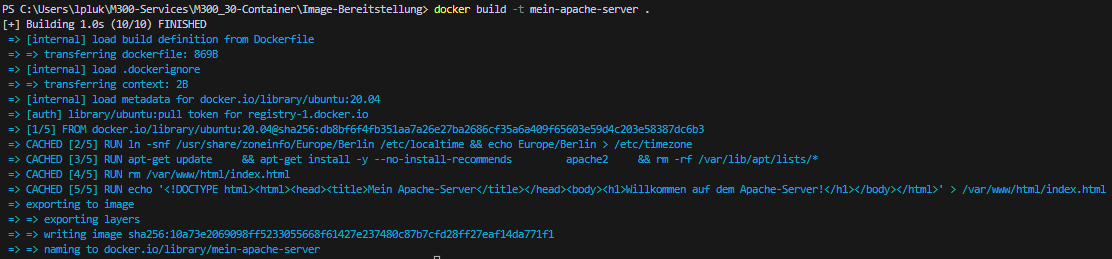 PS C:\Users\lpluk\M300-Services\M300_30-Container\Image-Bereitstellung> docker build -t mein-apache-server .
[+] Building 1.0s (10/10) FINISHED
=> [internal] load build definition from Dockerfile
=> => transferring dockerfile: 869B
=> [internal] load .dockerignore
=> => transferring context: 2B
=> [internal] load metadata for docker.io/library/ubuntu:20.04
=> [auth] library/ubuntu:pull token for registry-1.docker.io
=> [1/5] FROM docker.io/library/ubuntu:20.04@sha256:db8bf6f4fb351aa7a26e27ba2686cf35a6a409f65603e59d4c203e58387dc6b3
=> CACHED [2/5] RUN ln -snf /usr/share/zoneinfo/Europe/Berlin /etc/localtime && echo Europe/Berlin > /etc/timezone
=> CACHED [3/5] RUN apt-get update     && apt-get install -y --no-install-recommends         apache2     && rm -rf /var/lib/apt/lists/*
=> CACHED [4/5] RUN rm /var/www/html/index.html
=> CACHED [5/5] RUN echo '<!DOCTYPE html><html><head><title>Mein Apache-Server</title></head><body><h1>Willkommen auf dem Apache-Server!</h1></body></html>' > /var/www/html/index.html
=> exporting to image
=> => exporting layers
=> => writing image sha256:10a73e2069098ff5233055668f61427e237480c87b7cfd28ff27eaf14da771f1
=> => naming to docker.io/library/mein-apache-server